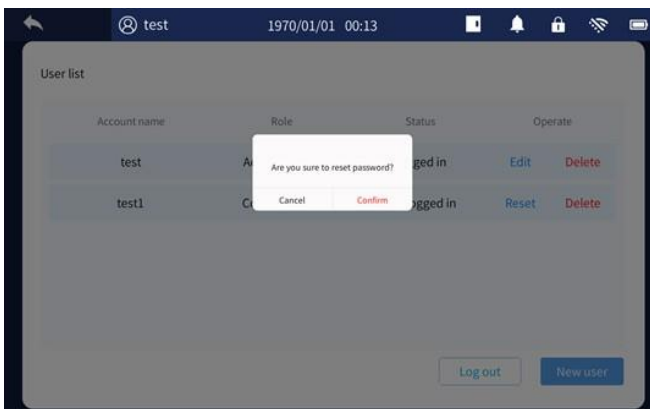 test 1970/01/01 00:13
User list
Account name Role Status Operate
test ged in Edit Delete
Are you sure to reset password?
Cancel Confirm
test1 ogged in Reset Delete
Log out New user